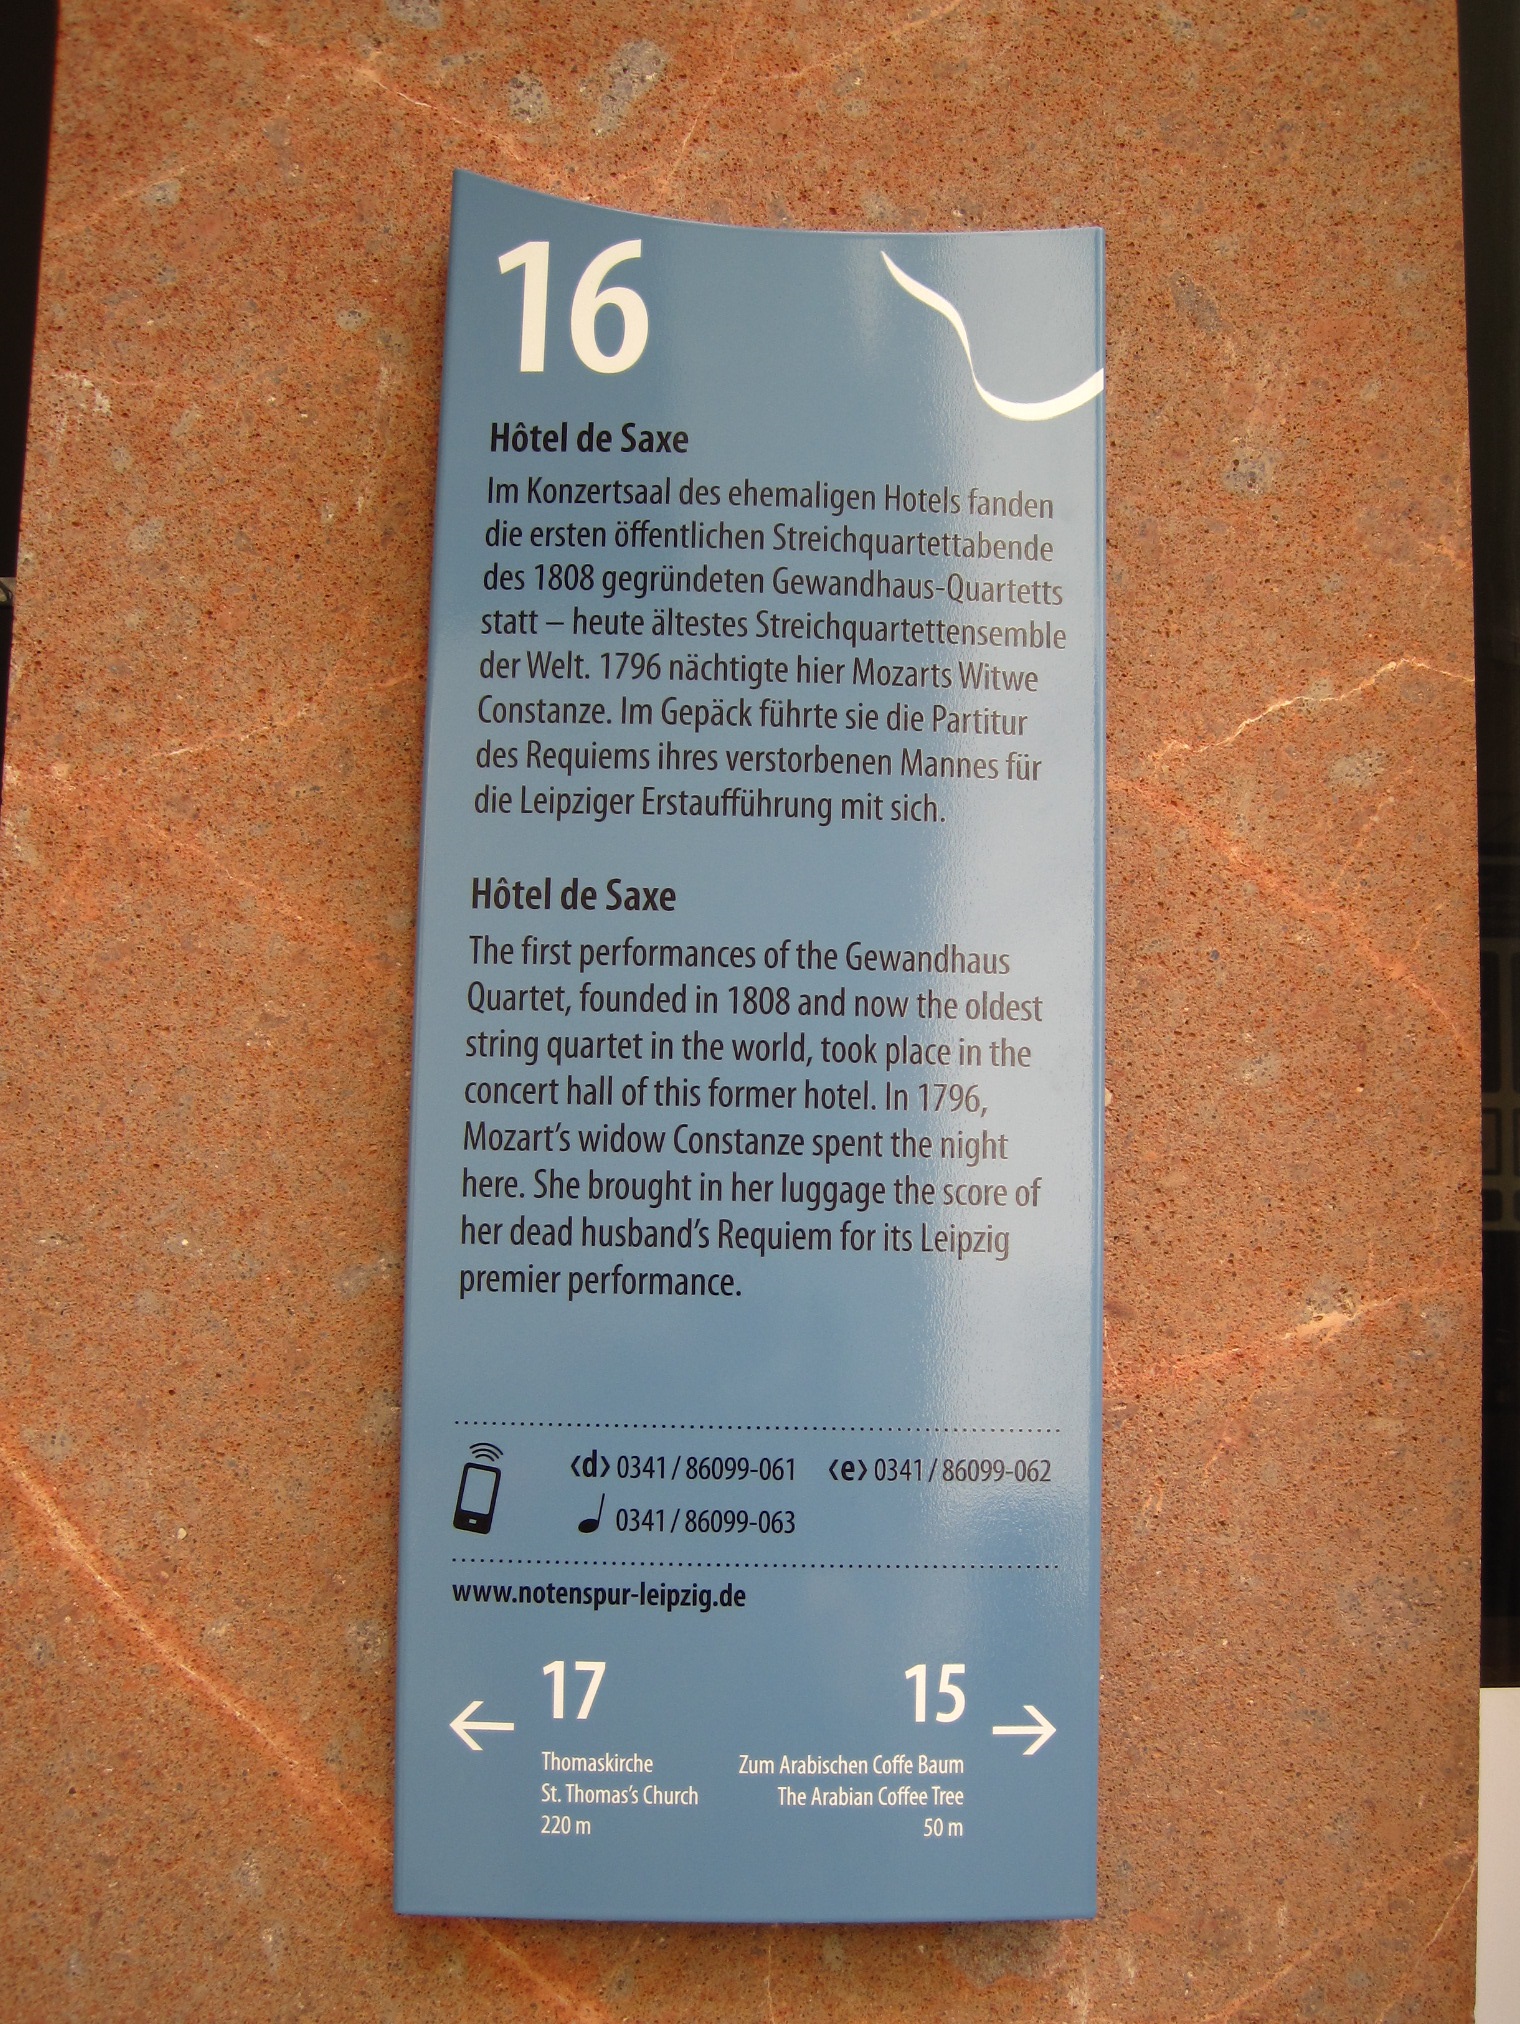 16
Hôtel de Saxe
Im Konzertsaal des ehemaligen Hotels fanden
die ersten öffentlichen Streichquartettabende
des 1808 gegründeten Gewandhaus-Quartetts
statt – heute ältestes Streichquartettensemble
der Welt. 1796 nächtigte hier Mozarts Witwe
Constanze. Im Gepäck führte sie die Partitur
des Requiems ihres verstorbenen Mannes für
die Leipziger Erstaufführung mit sich.
Hôtel de Saxe
The first performances of the Gewandhaus
Quartet, founded in 1808 and now the oldest
string quartet in the world, took place in the
concert hall of this former hotel. In 1796,
Mozart's widow Constanze spent the night
here. She brought in her luggage the score of
her dead husband's Requiem for its Leipzig
premier performance.
‹d› 0341/86099-061 ‹e› 0341/86099-062
0341/86099-063
www.notenspur-leipzig.de
← 17
Thomaskirche
St. Thomas's Church
220 m
15 →
Zum Arabischen Coffe Baum
The Arabian Coffee Tree
50 m